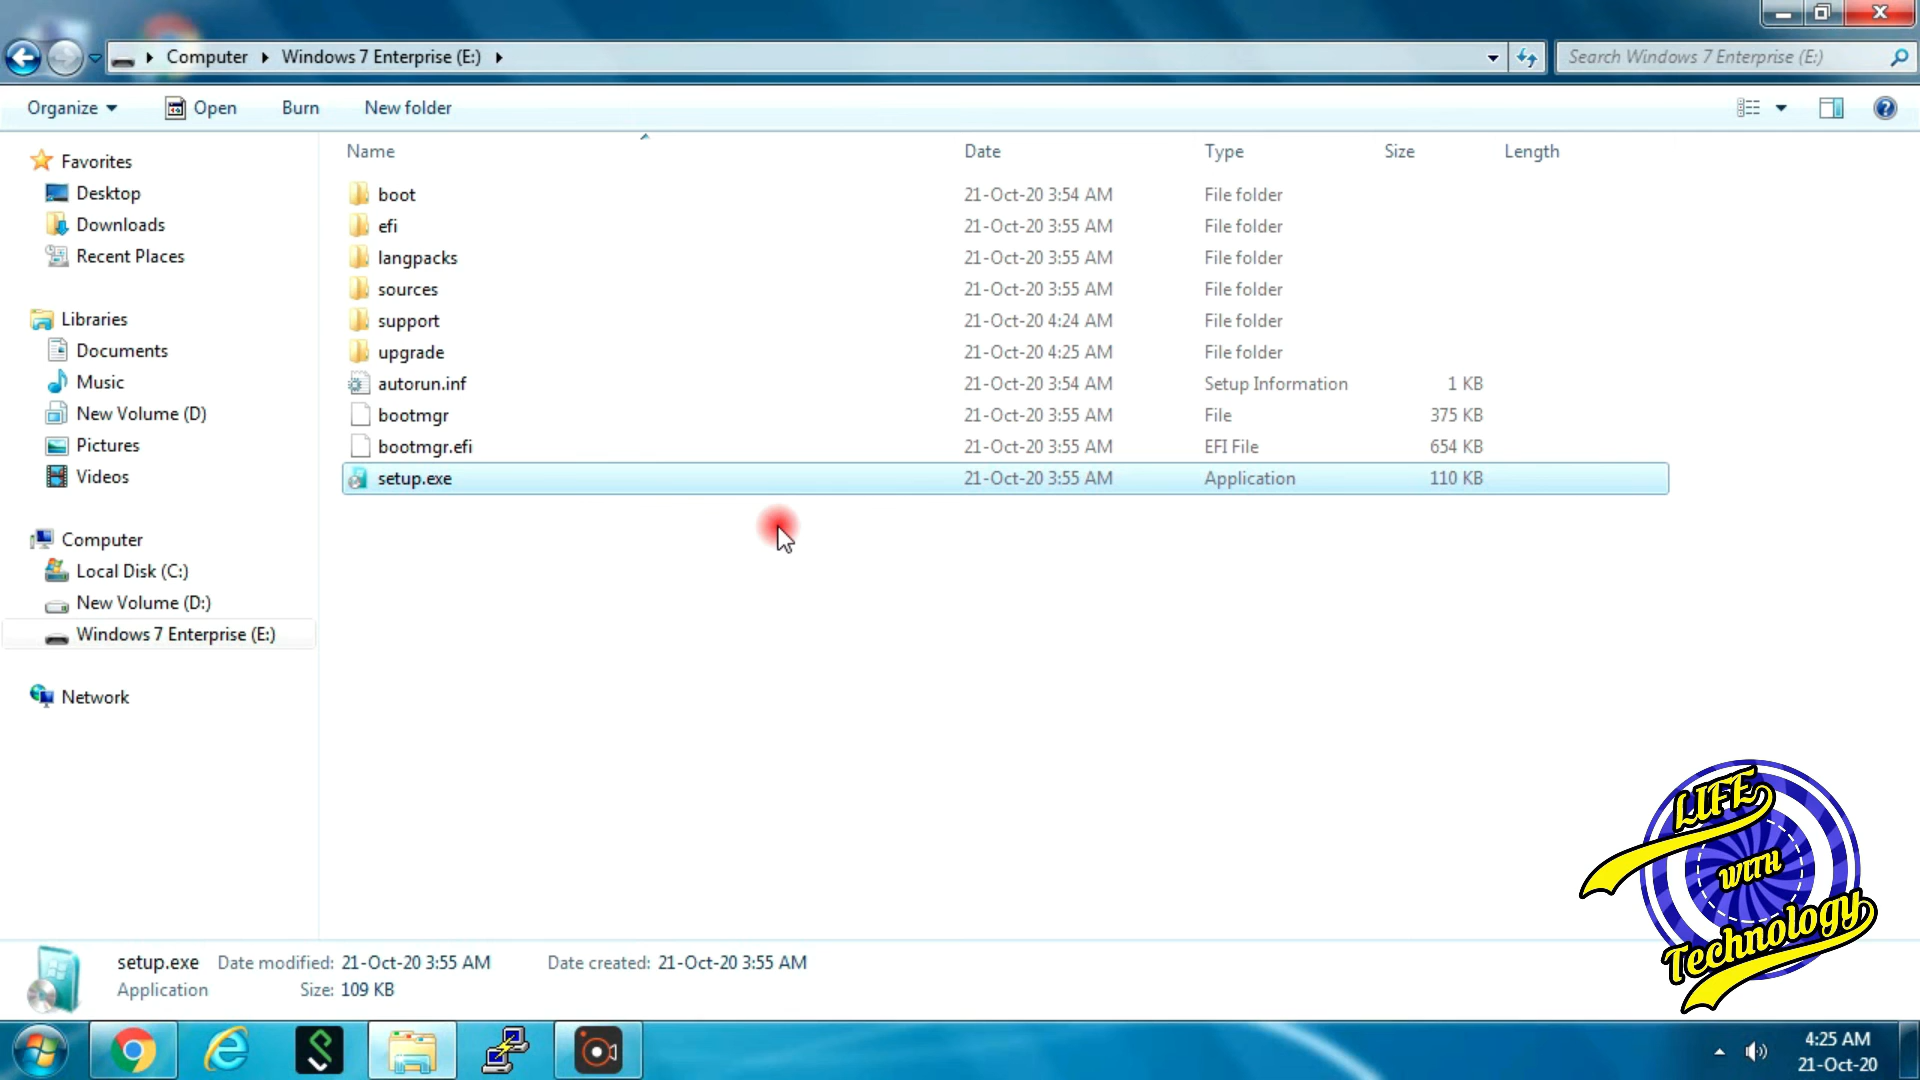 Computer Windows 7 Enterprise (E:)
Search Windows 7 Enterprise (E:)
Organize Open Burn New folder
Name Date Type Size Length
Favorites
Desktop
Downloads
Recent Places
Libraries
Documents
Music
New Volume (D)
Pictures
Videos
Computer
Local Disk (C:)
New Volume (D:)
Windows 7 Enterprise (E:)
Network
boot 21-Oct-20 3:54 AM File folder
efi 21-Oct-20 3:55 AM File folder
langpacks 21-Oct-20 3:55 AM File folder
sources 21-Oct-20 3:55 AM File folder
support 21-Oct-20 4:24 AM File folder
upgrade 21-Oct-20 4:25 AM File folder
autorun.inf 21-Oct-20 3:54 AM Setup Information 1 KB
bootmgr 21-Oct-20 3:55 AM File 375 KB
bootmgr.efi 21-Oct-20 3:55 AM EFI File 654 KB
setup.exe 21-Oct-20 3:55 AM Application 110 KB
LIFE
WITH
Technology
setup.exe Date modified: 21-Oct-20 3:55 AM Date created: 21-Oct-20 3:55 AM
Application Size: 109 KB
4:25 AM
21-Oct-20